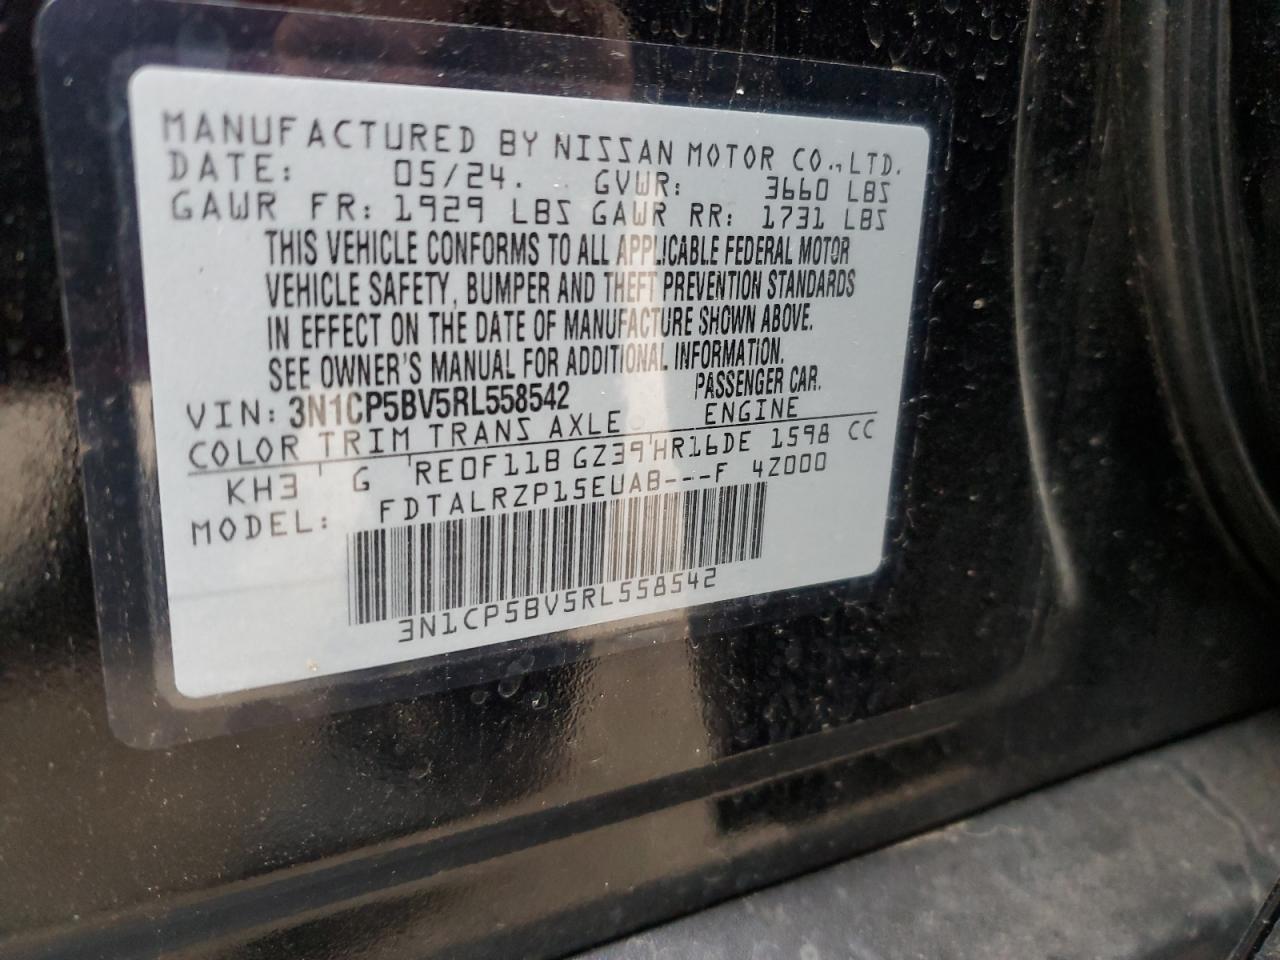 MANUFACTURED BY NISSAN MOTOR CO., LTD.
DATE: 05/24. GVWR: 3660 LBS
GAWR FR: 1929 LBS GAWR RR: 1731 LBS
THIS VEHICLE CONFORMS TO ALL APPLICABLE FEDERAL MOTOR
VEHICLE SAFETY, BUMPER AND THEFT PREVENTION STANDARDS
IN EFFECT ON THE DATE OF MANUFACTURE SHOWN ABOVE.
SEE OWNER'S MANUAL FOR ADDITIONAL INFORMATION.
VIN: 3N1CP5BV5RL558542 PASSENGER CAR.
COLOR TRIM TRANS AXLE ENGINE
KH3 G RE0F11B GZ39 HR16DE 1598 CC
MODEL: FDTALRZP15EUAB---F 4Z000
3N1CP5BV5RL558542